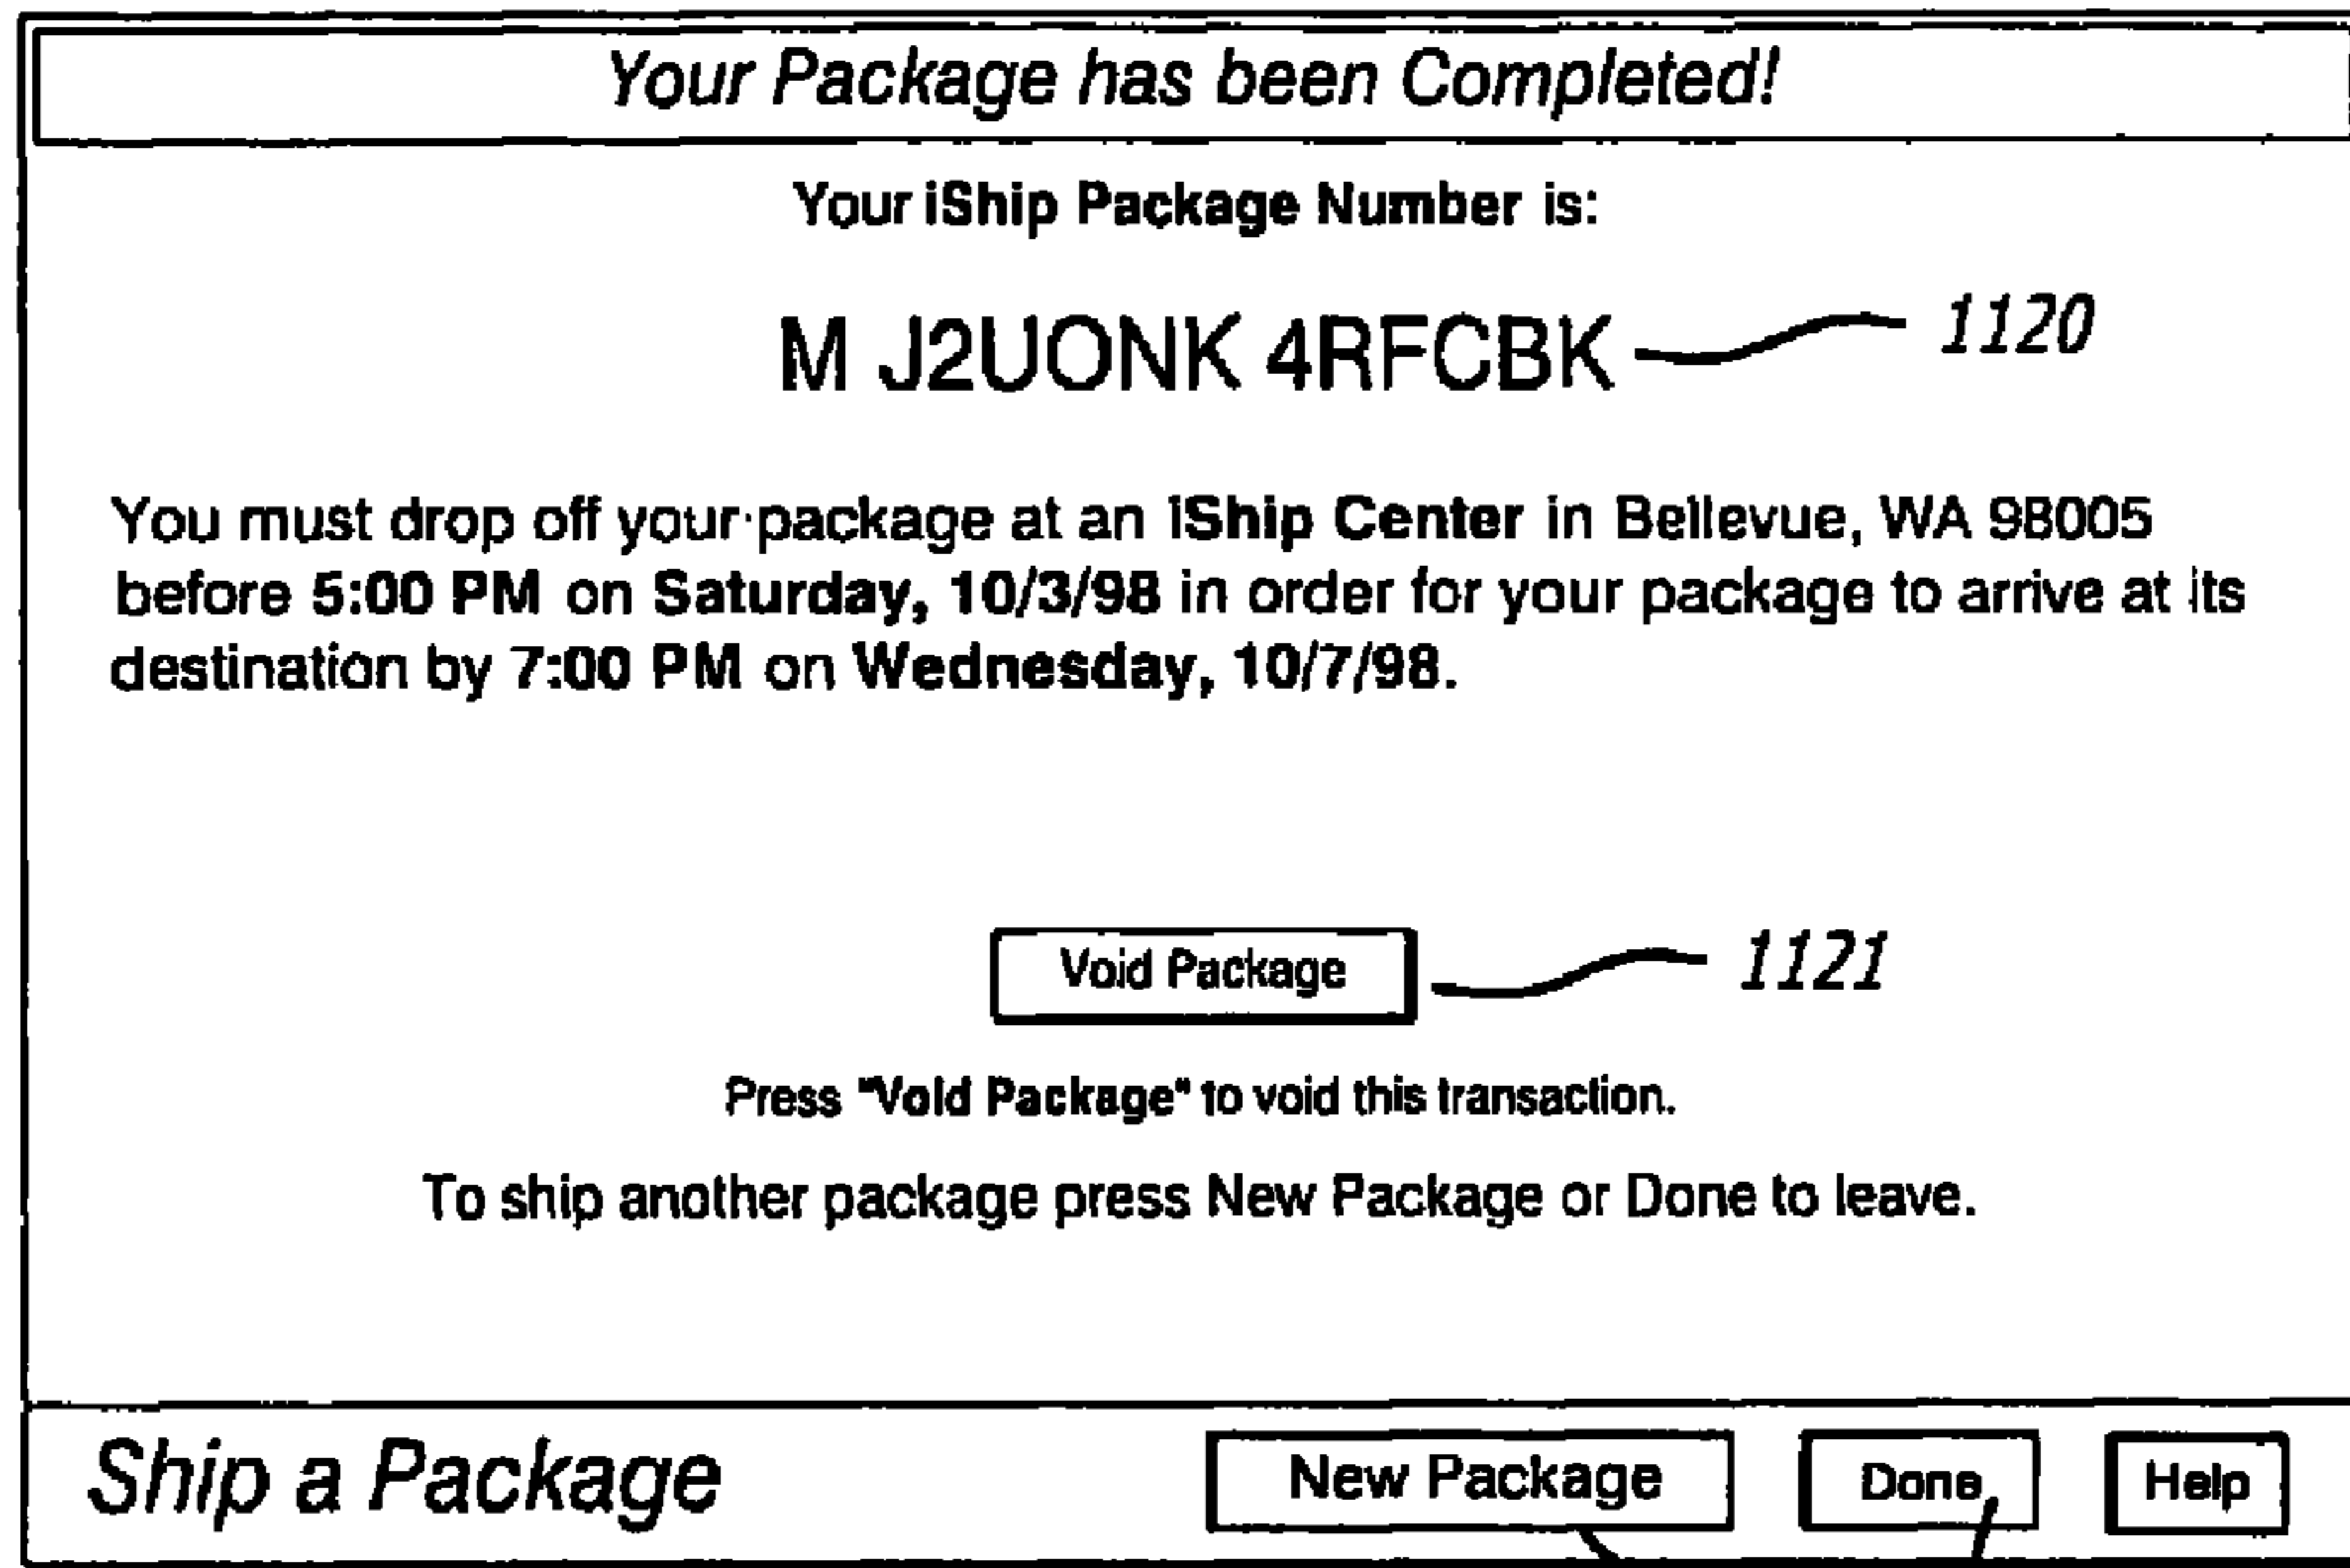 Your Package has been Completed!
Your iShip Package Number is:
M J2UONK 4RFCBK 1120
You must drop off your package at an iShip Center in Bellevue, WA 98005
before 5:00 PM on Saturday, 10/3/98 in order for your package to arrive at its
destination by 7:00 PM on Wednesday, 10/7/98.
Void Package 1121
Press "Void Package" to void this transaction.
To ship another package press New Package or Done to leave.
Ship a Package New Package Done Help